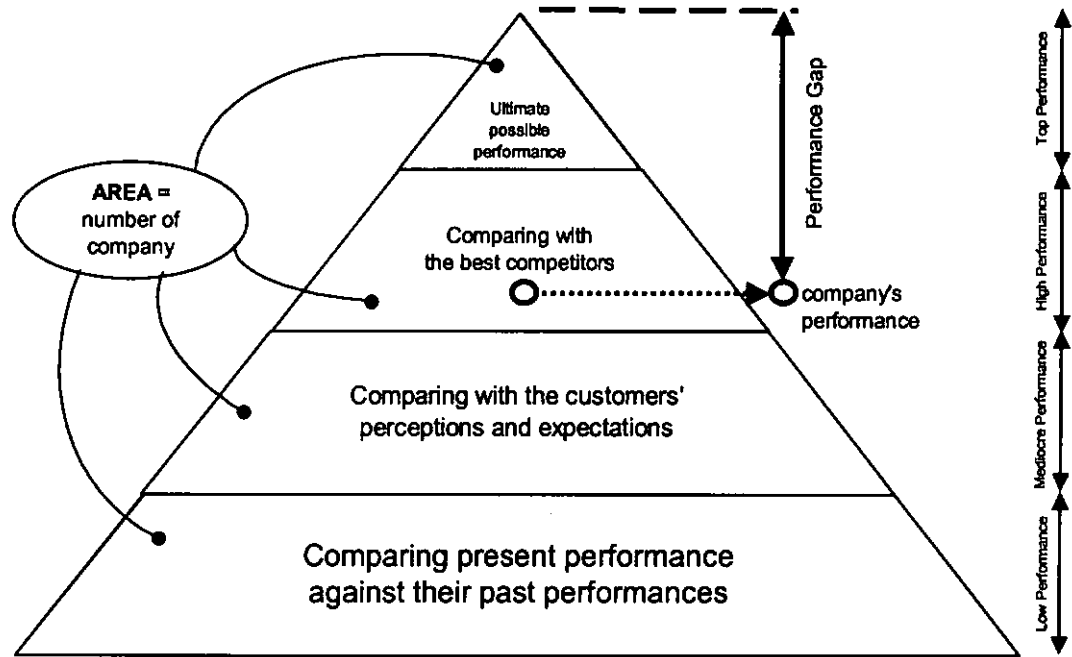 Ultimate
possible
performance
Performance Gap
Top Performance
AREA =
number of
company
Comparing with
the best competitors
company's
performance
High Performance
Comparing with the customers'
perceptions and expectations
Mediocre Performance
Comparing present performance
against their past performances
Low Performance